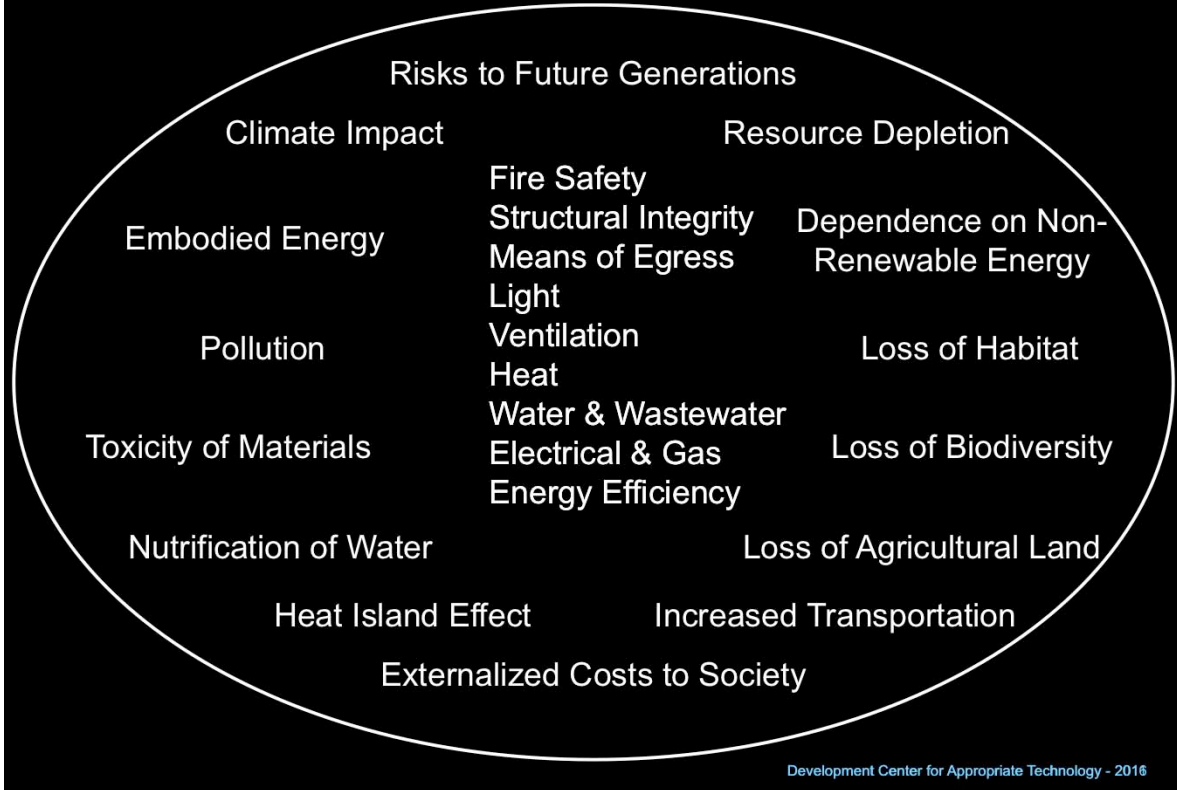 Risks to Future Generations
Climate Impact
Resource Depletion
Fire Safety
Structural Integrity
Means of Egress
Light
Ventilation
Heat
Water & Wastewater
Electrical & Gas
Energy Efficiency
Embodied Energy
Dependence on Non-
Renewable Energy
Pollution
Loss of Habitat
Toxicity of Materials
Loss of Biodiversity
Nutrification of Water
Loss of Agricultural Land
Heat Island Effect
Increased Transportation
Externalized Costs to Society
Development Center for Appropriate Technology -